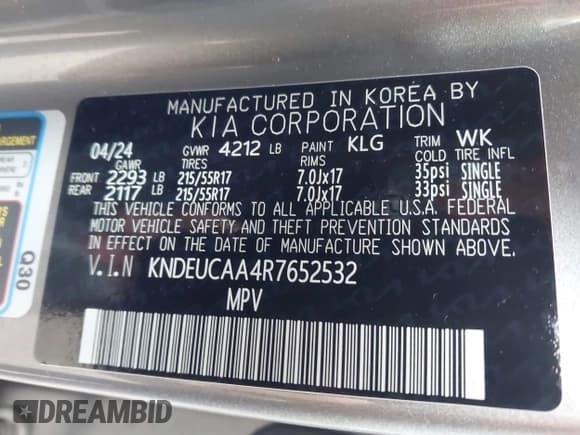 MANUFACTURED IN KOREA BY
KIA CORPORATION
04/24 GVWR 4212 LB PAINT KLG TRIM WK
GAWR TIRES RIMS COLD TIRE INFL
FRONT 2293 LB 215/55R17 7.0Jx17 35psi SINGLE
REAR 2117 LB 215/55R17 7.0Jx17 33psi SINGLE
THIS VEHICLE CONFORMS TO ALL APPLICABLE U.S.A. FEDERAL
MOTOR VEHICLE SAFETY AND THEFT PREVENTION STANDARDS
IN EFFECT ON THE DATE OF MANUFACTURE SHOWN ABOVE.
V.I.N KNDEUCAA4R7652532
MPV
Q30
DREAMBID